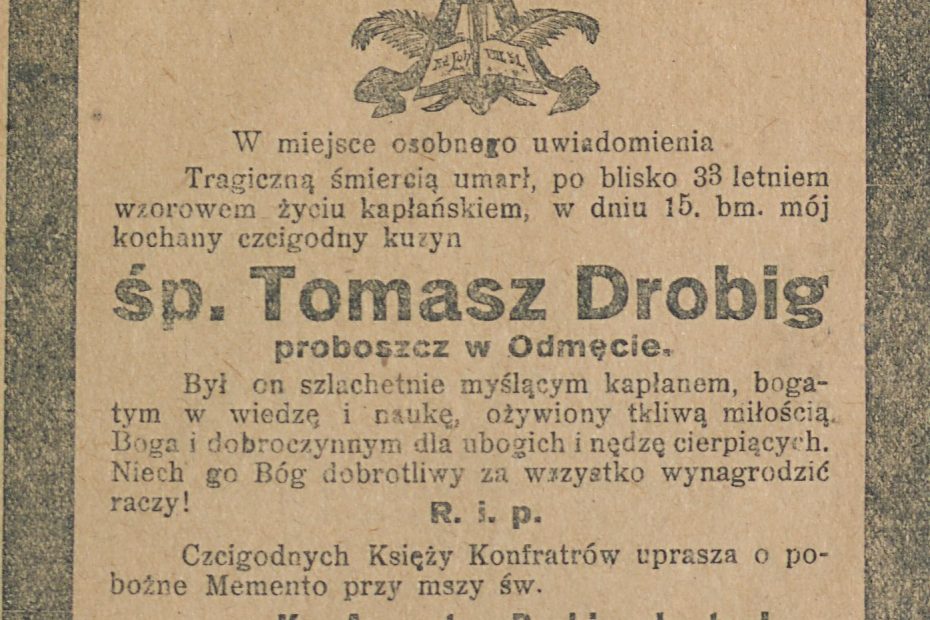 W miejsce osobnego uwiadomienia
Tragiczną śmiercią umarł, po blisko 33 letniem
wzorowem życiu kapłańskiem, w dniu 15. bm. mój
kochany czcigodny kuzyn
śp. Tomasz Drobig
proboszcz w Odmęcie.
Był on szlachetnie myślącym kapłanem, boga-
tym w wiedzę i naukę, ożywiony tkliwą miłością
Boga i dobroczynnym dla ubogich i nędzę cierpiących.
Niech go Bóg dobrotliwy za wszystko wynagrodzić
raczy!
R. i. p.
Czcigodnych Księży Konfratrów uprasza o po-
bożne Memento przy mszy św.